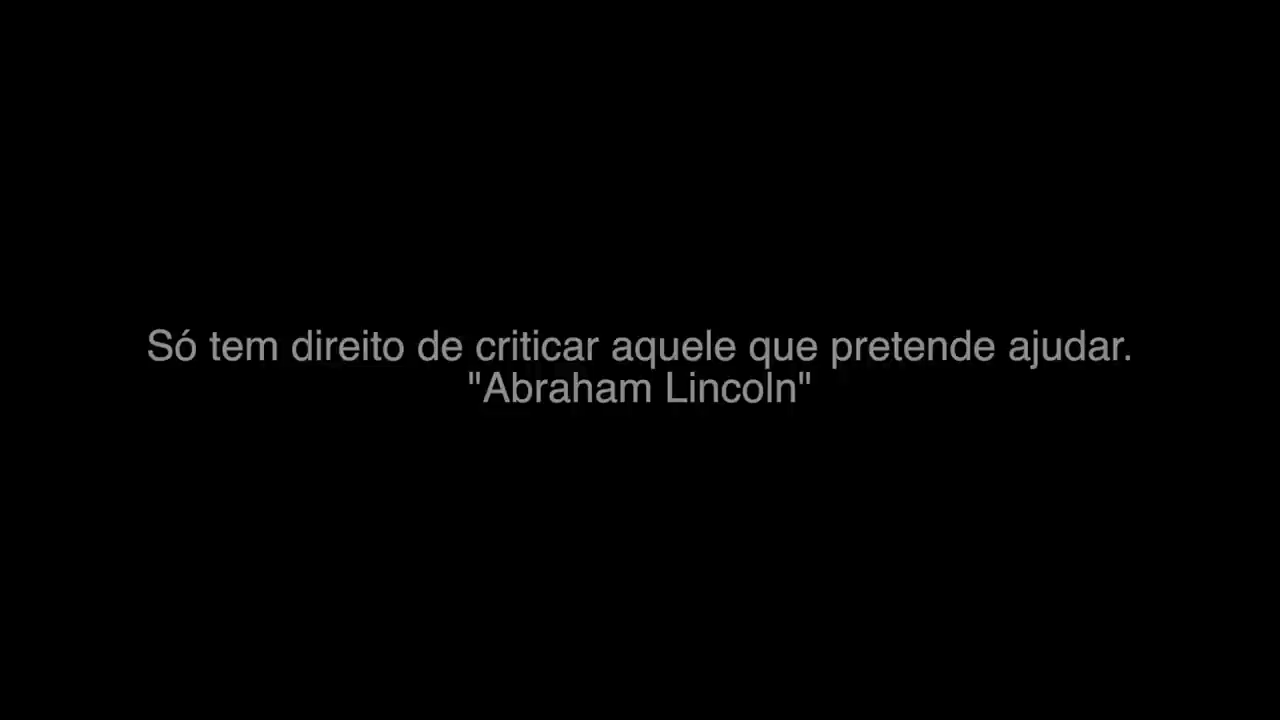 Só tem direito de criticar aquele que pretende ajudar.
"Abraham Lincoln"